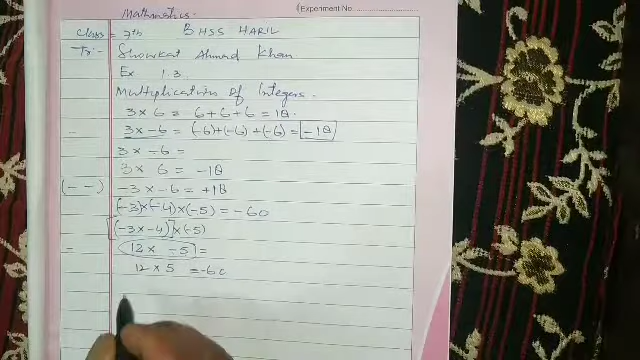 Mathmatics.
Experiment No.
Class = 7th BHSS HARIL
Tr:- Showkat Ahmad Khan.
Ex 1.3.
Multiplication Of Integers.
3 × 6 = 6 + 6 + 6 = 18.
3 × -6 = (-6)+(-6)+(-6) = -18
3 × -6 =
3 × 6 = -18
(- -) -3 × -6 = +18
(-3)×(-4)×(-5) = -60
[(-3 × -4)]×(-5)
= 12 × -5 =
12 × 5 = -60